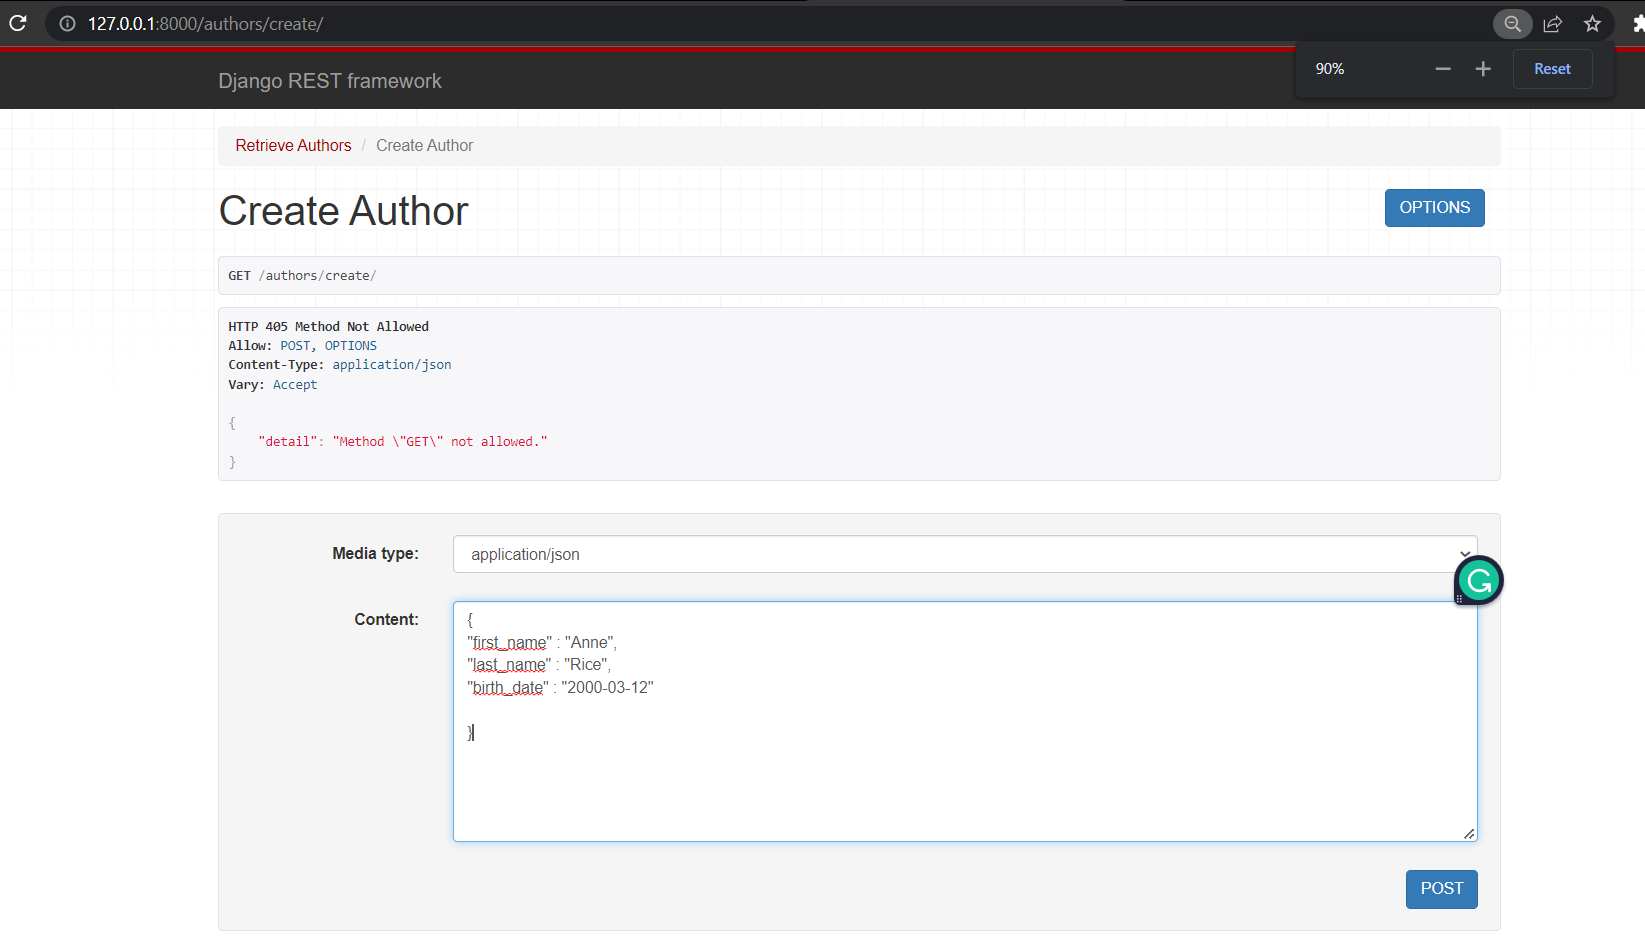 127.0.0.1:8000/authors/create/
90%
Reset
Django REST framework
Retrieve Authors / Create Author
Create Author
OPTIONS
GET /authors/create/
HTTP 405 Method Not Allowed
Allow: POST, OPTIONS
Content-Type: application/json
Vary: Accept
{
"detail": "Method \"GET\" not allowed."
}
Media type:
application/json
Content:
{
"first_name" : "Anne",
"last_name" : "Rice",
"birth_date" : "2000-03-12"
}
POST